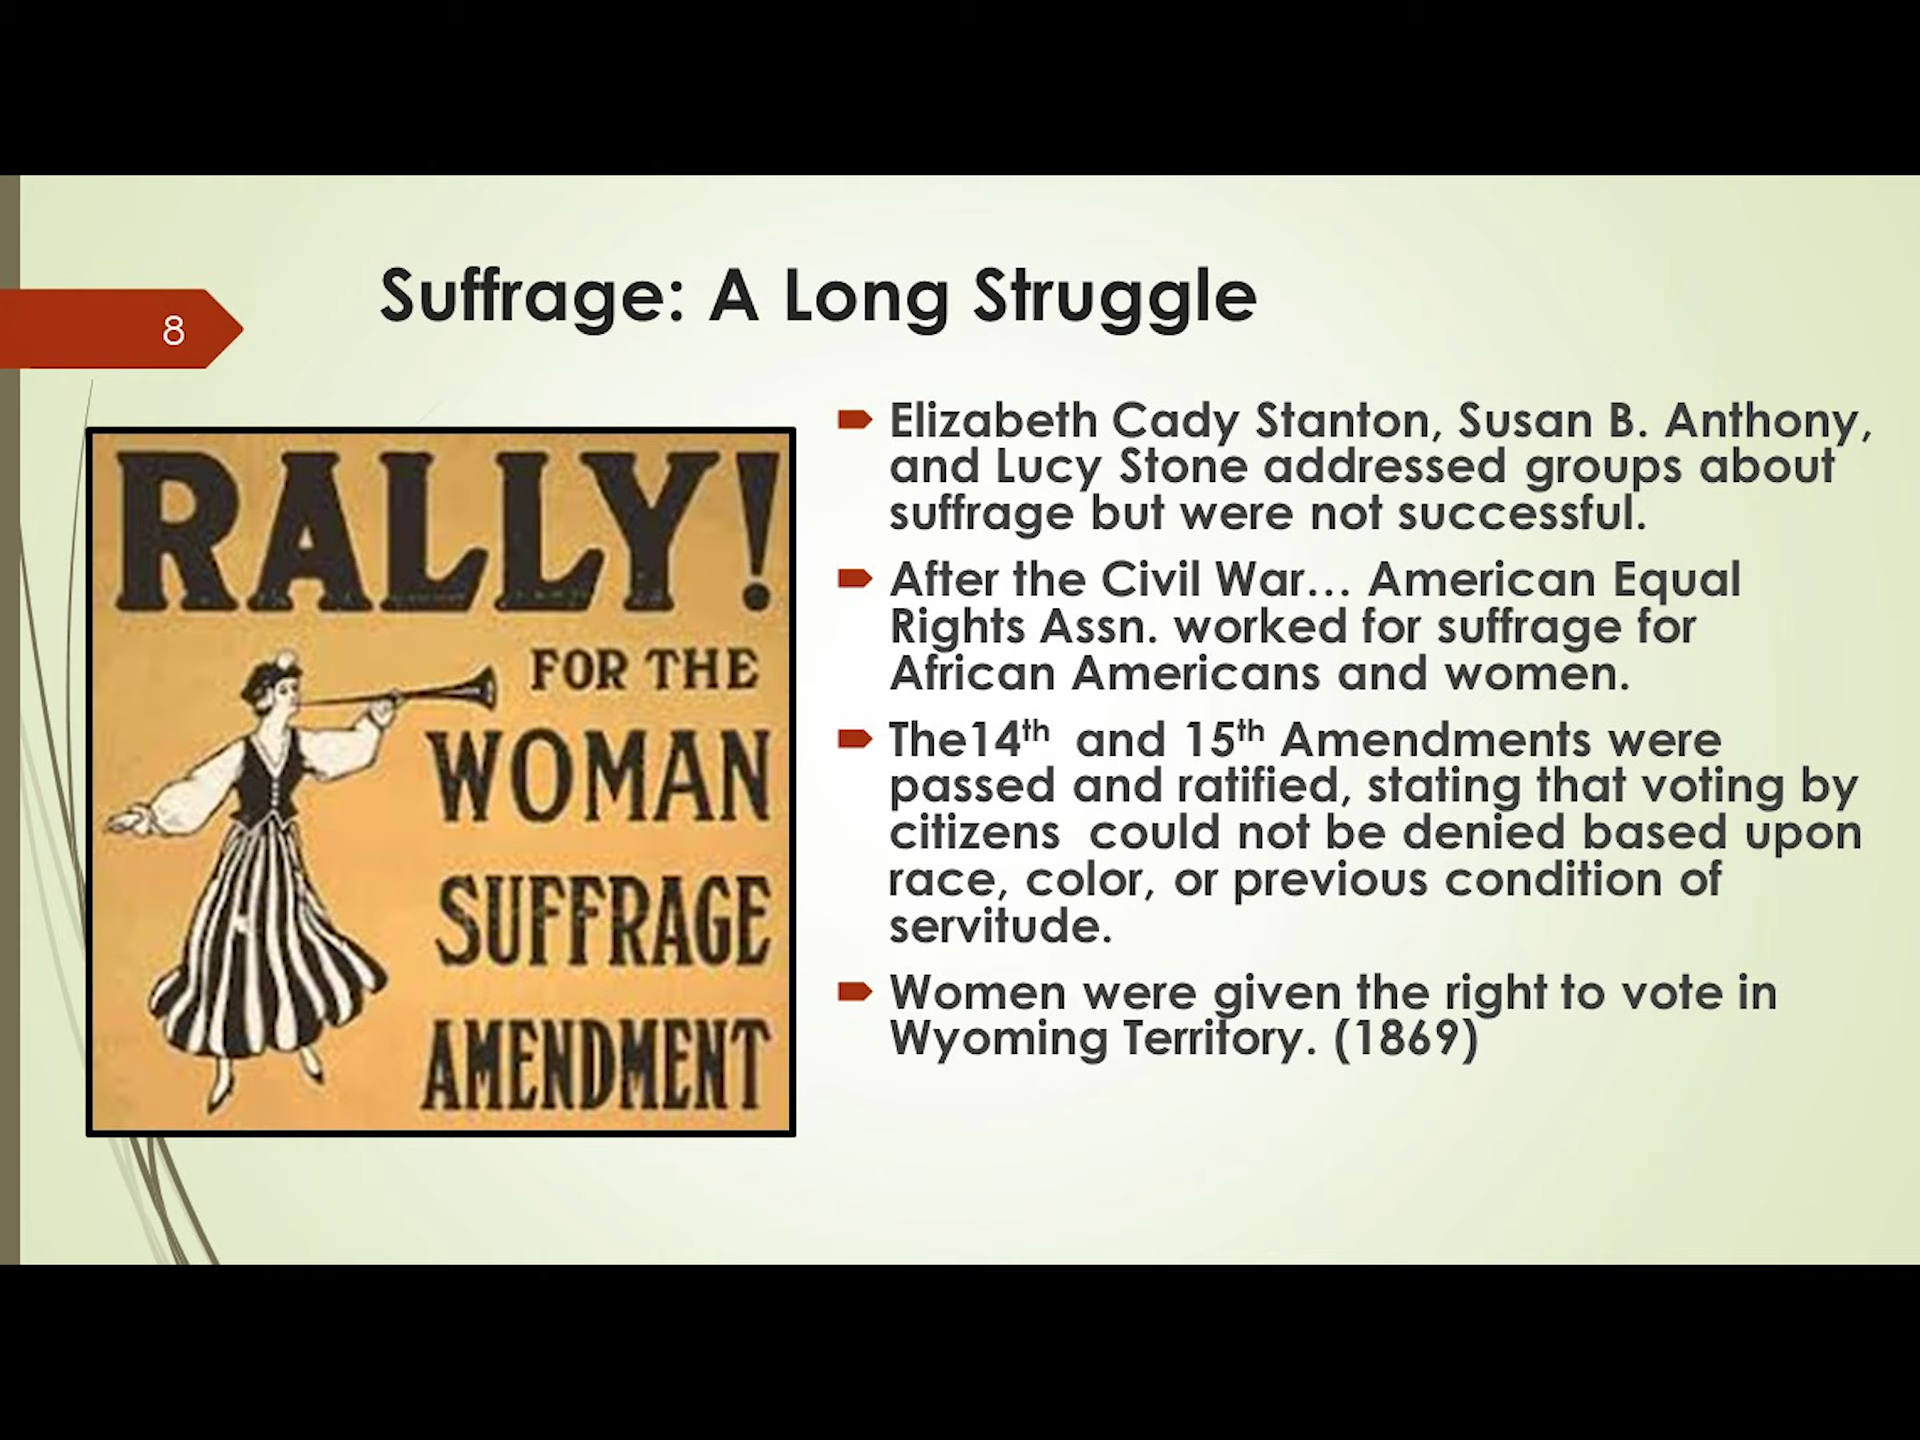 Suffrage: A Long Struggle
8
RALLY!
FOR THE
WOMAN
SUFFRAGE
AMENDMENT
Elizabeth Cady Stanton, Susan B. Anthony,
and Lucy Stone addressed groups about
suffrage but were not successful.
After the Civil War… American Equal
Rights Assn. worked for suffrage for
African Americans and women.
The14th and 15th Amendments were
passed and ratified, stating that voting by
citizens could not be denied based upon
race, color, or previous condition of
servitude.
Women were given the right to vote in
Wyoming Territory. (1869)